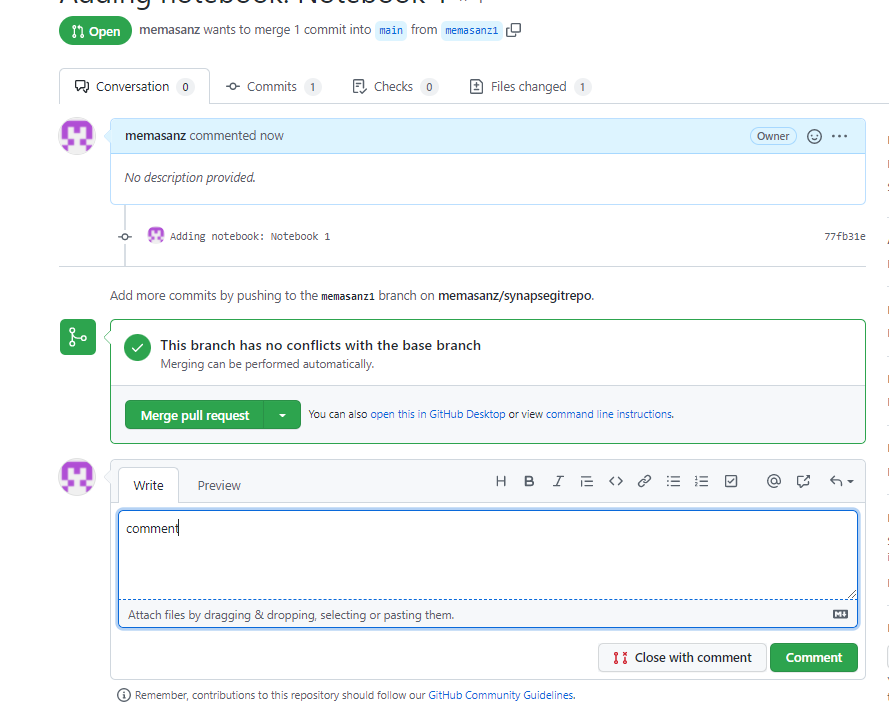 Adding notebook: Notebook 1
Open memasanz wants to merge 1 commit into main from memasanz1
Conversation 0 Commits 1 Checks 0 Files changed 1
memasanz commented now Owner
No description provided.
Adding notebook: Notebook 1 77fb31e
Add more commits by pushing to the memasanz1 branch on memasanz/synapsegitrepo.
This branch has no conflicts with the base branch
Merging can be performed automatically.
Merge pull request You can also open this in GitHub Desktop or view command line instructions.
Write Preview
comment
Attach files by dragging & dropping, selecting or pasting them.
Close with comment Comment
Remember, contributions to this repository should follow our GitHub Community Guidelines.